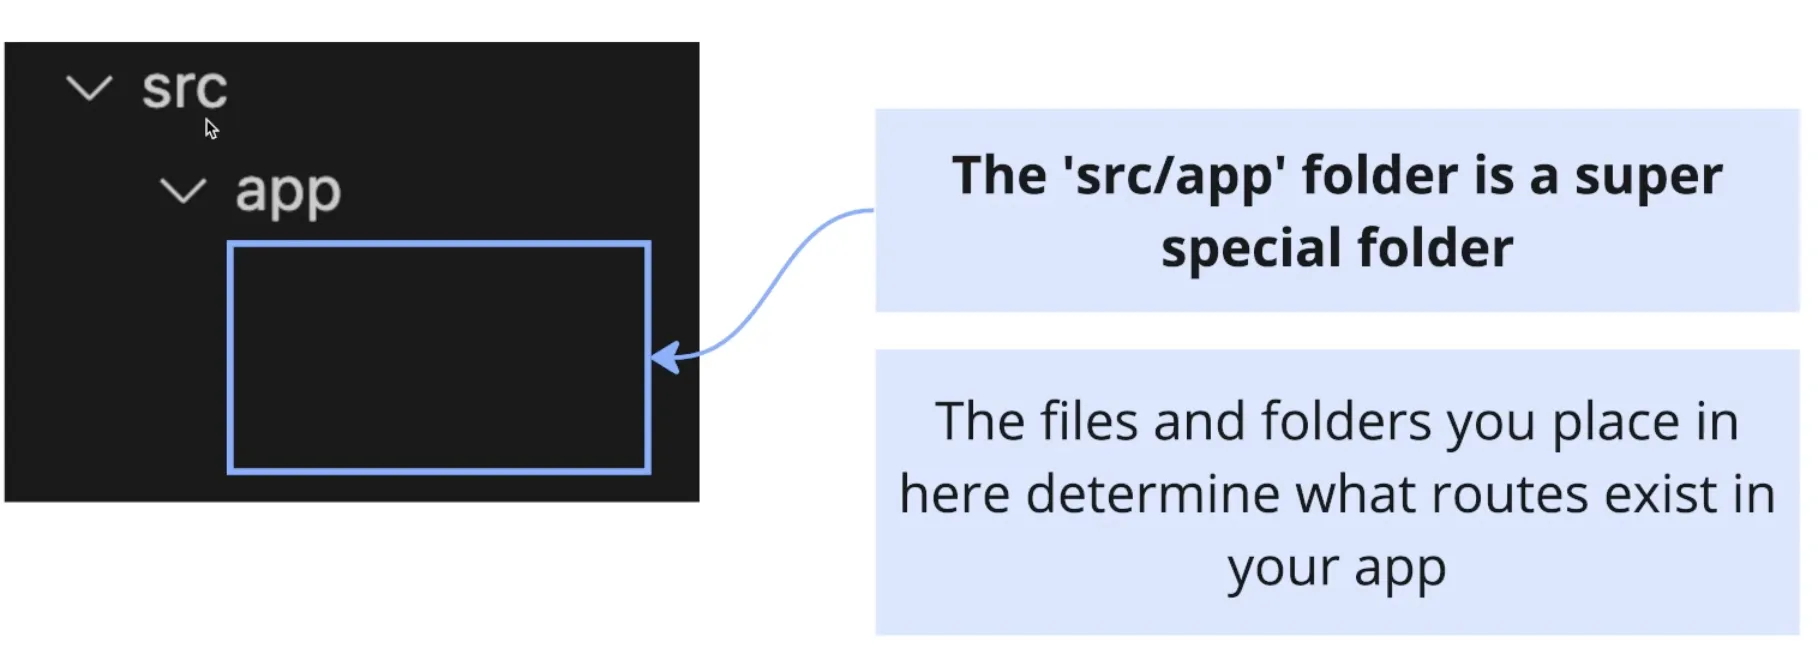 src
app
The 'src/app' folder is a super
special folder
The files and folders you place in
here determine what routes exist in
your app